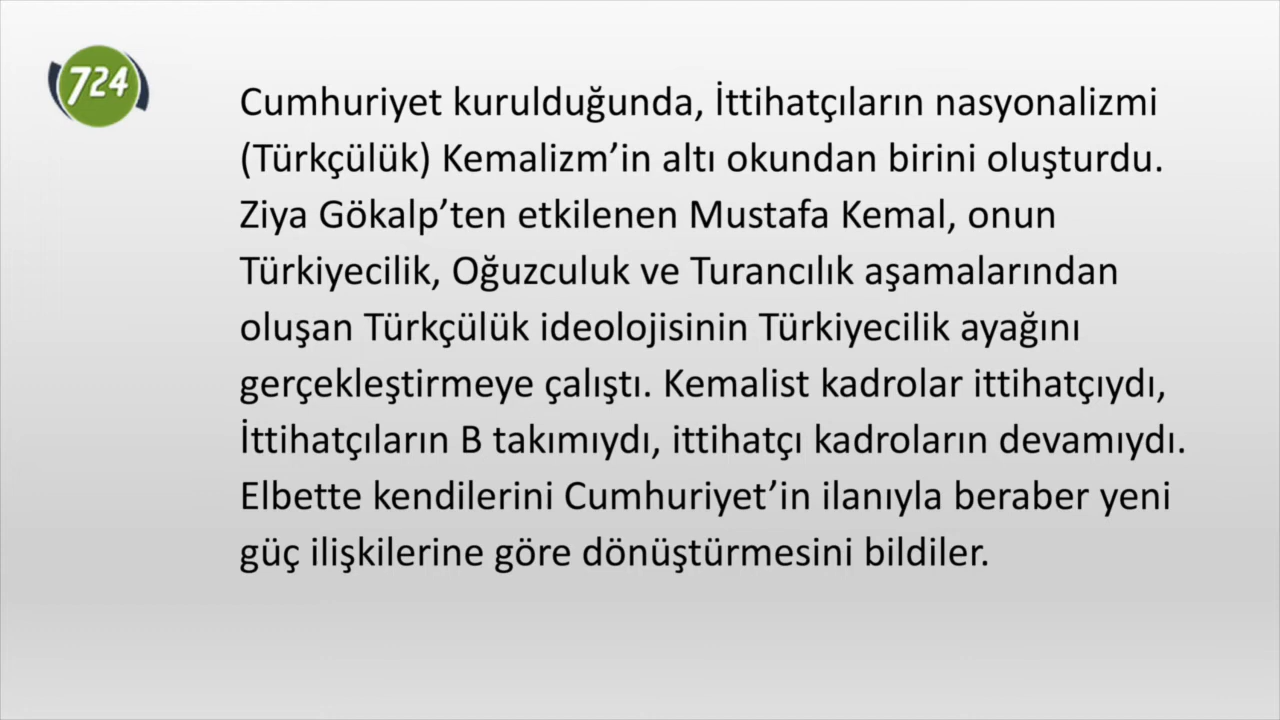 724
Cumhuriyet kurulduğunda, İttihatçıların nasyonalizmi
(Türkçülük) Kemalizm’in altı okundan birini oluşturdu.
Ziya Gökalp’ten etkilenen Mustafa Kemal, onun
Türkiyecilik, Oğuzculuk ve Turancılık aşamalarından
oluşan Türkçülük ideolojisinin Türkiyecilik ayağını
gerçekleştirmeye çalıştı. Kemalist kadrolar ittihatçıydı,
İttihatçıların B takımıydı, ittihatçı kadroların devamıydı.
Elbette kendilerini Cumhuriyet’in ilanıyla beraber yeni
güç ilişkilerine göre dönüştürmesini bildiler.